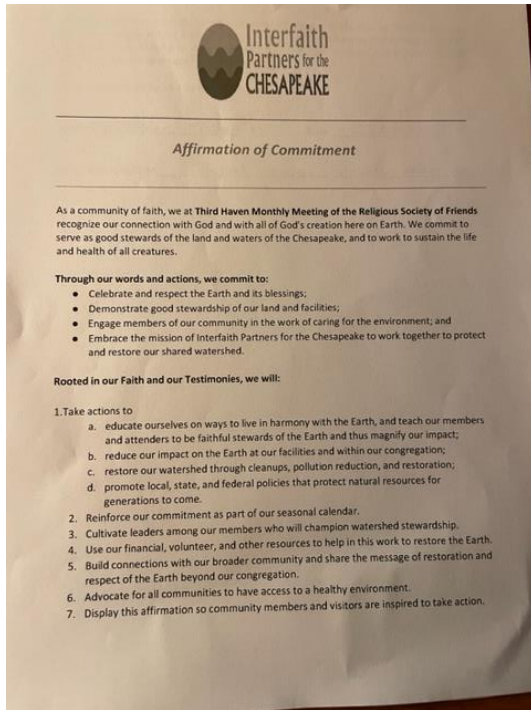 Interfaith
Partners for the
CHESAPEAKE
Affirmation of Commitment
As a community of faith, we at Third Haven Monthly Meeting of the Religious Society of Friends
recognize our connection with God and with all of God's creation here on Earth. We commit to
serve as good stewards of the land and waters of the Chesapeake, and to work to sustain the life
and health of all creatures.
Through our words and actions, we commit to:
• Celebrate and respect the Earth and its blessings;
• Demonstrate good stewardship of our land and facilities;
• Engage members of our community in the work of caring for the environment; and
• Embrace the mission of Interfaith Partners for the Chesapeake to work together to protect
and restore our shared watershed.
Rooted in our Faith and our Testimonies, we will:
1.Take actions to
a. educate ourselves on ways to live in harmony with the Earth, and teach our members
and attenders to be faithful stewards of the Earth and thus magnify our impact;
b. reduce our impact on the Earth at our facilities and within our congregation;
c. restore our watershed through cleanups, pollution reduction, and restoration;
d. promote local, state, and federal policies that protect natural resources for
generations to come.
2. Reinforce our commitment as part of our seasonal calendar.
3. Cultivate leaders among our members who will champion watershed stewardship.
4. Use our financial, volunteer, and other resources to help in this work to restore the Earth.
5. Build connections with our broader community and share the message of restoration and
respect of the Earth beyond our congregation.
6. Advocate for all communities to have access to a healthy environment.
7. Display this affirmation so community members and visitors are inspired to take action.